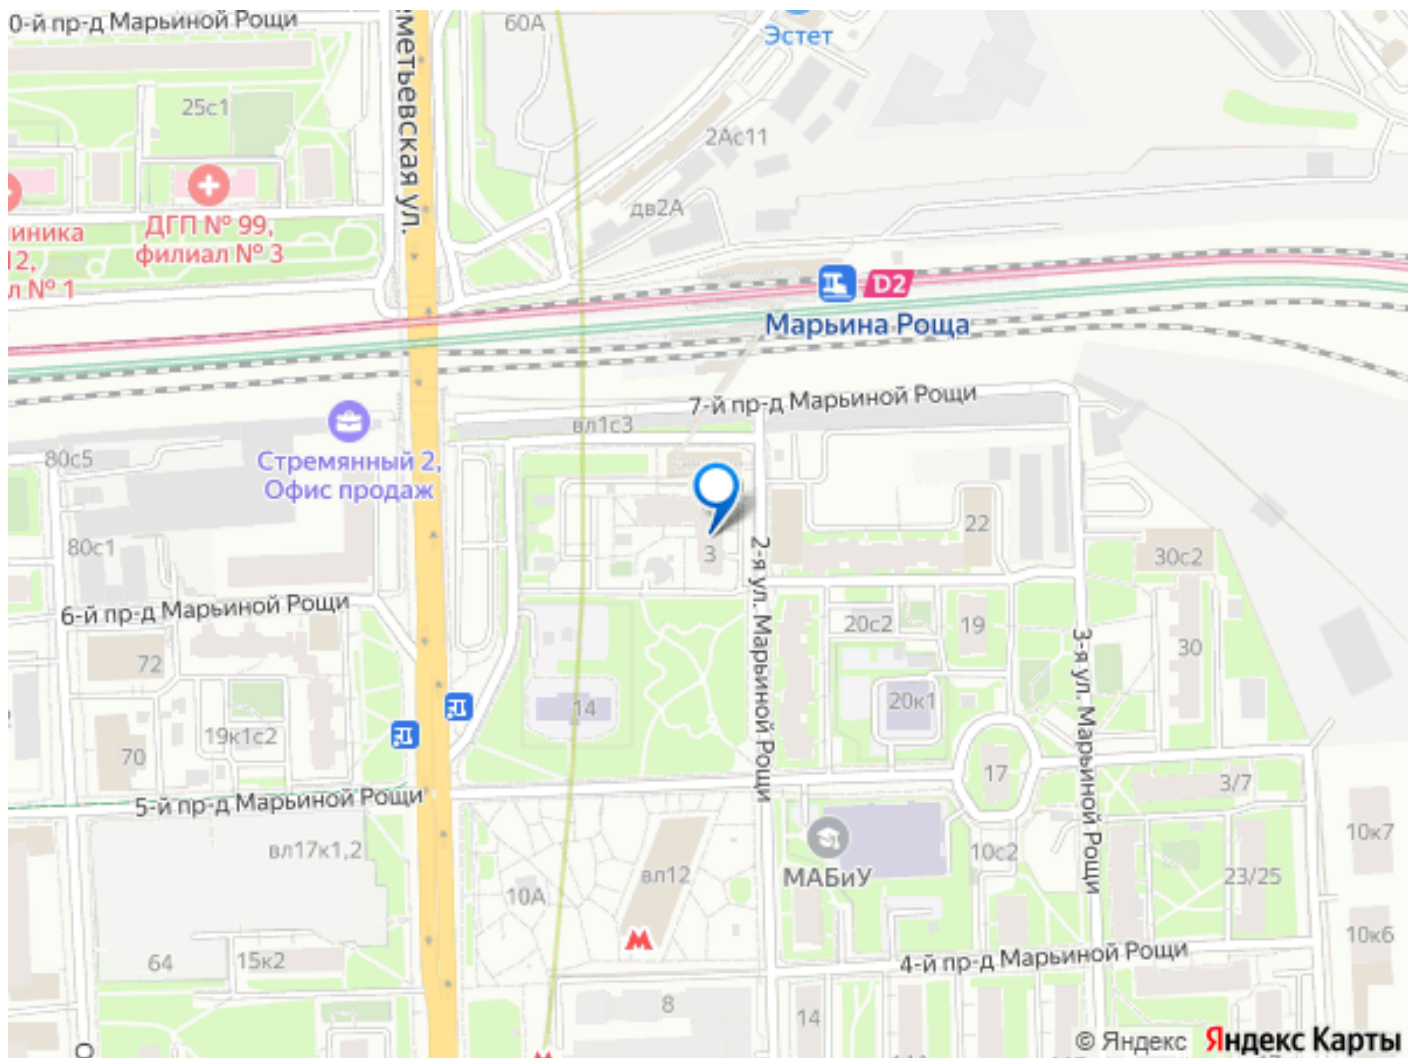 0-й пр-д Марьиной Рощи
60А
Эстет
еметьевская ул.
25с1
2Ас11
дв2А
ДГП № 99,
филиал № 3
иника
12,
л № 1
D2
Марьина Роща
7-й пр-д Марьиной Рощи
вл1с3
Стремянный 2,
Офис продаж
80с5
80с1
3
22
30с2
2-я ул. Марьиной Рощи
6-й пр-д Марьиной Рощи
20с2
19
3-я ул. Марьиной Рощи
30
72
14
20к1
19к1с2
70
17
3/7
5-й пр-д Марьиной Рощи
вл17к1,2
10к7
10с2
МАБиУ
вл12
10А
23/25
10к6
4-й пр-д Марьиной Рощи
64
15к2
8
14
© Яндекс Яндекс Карты